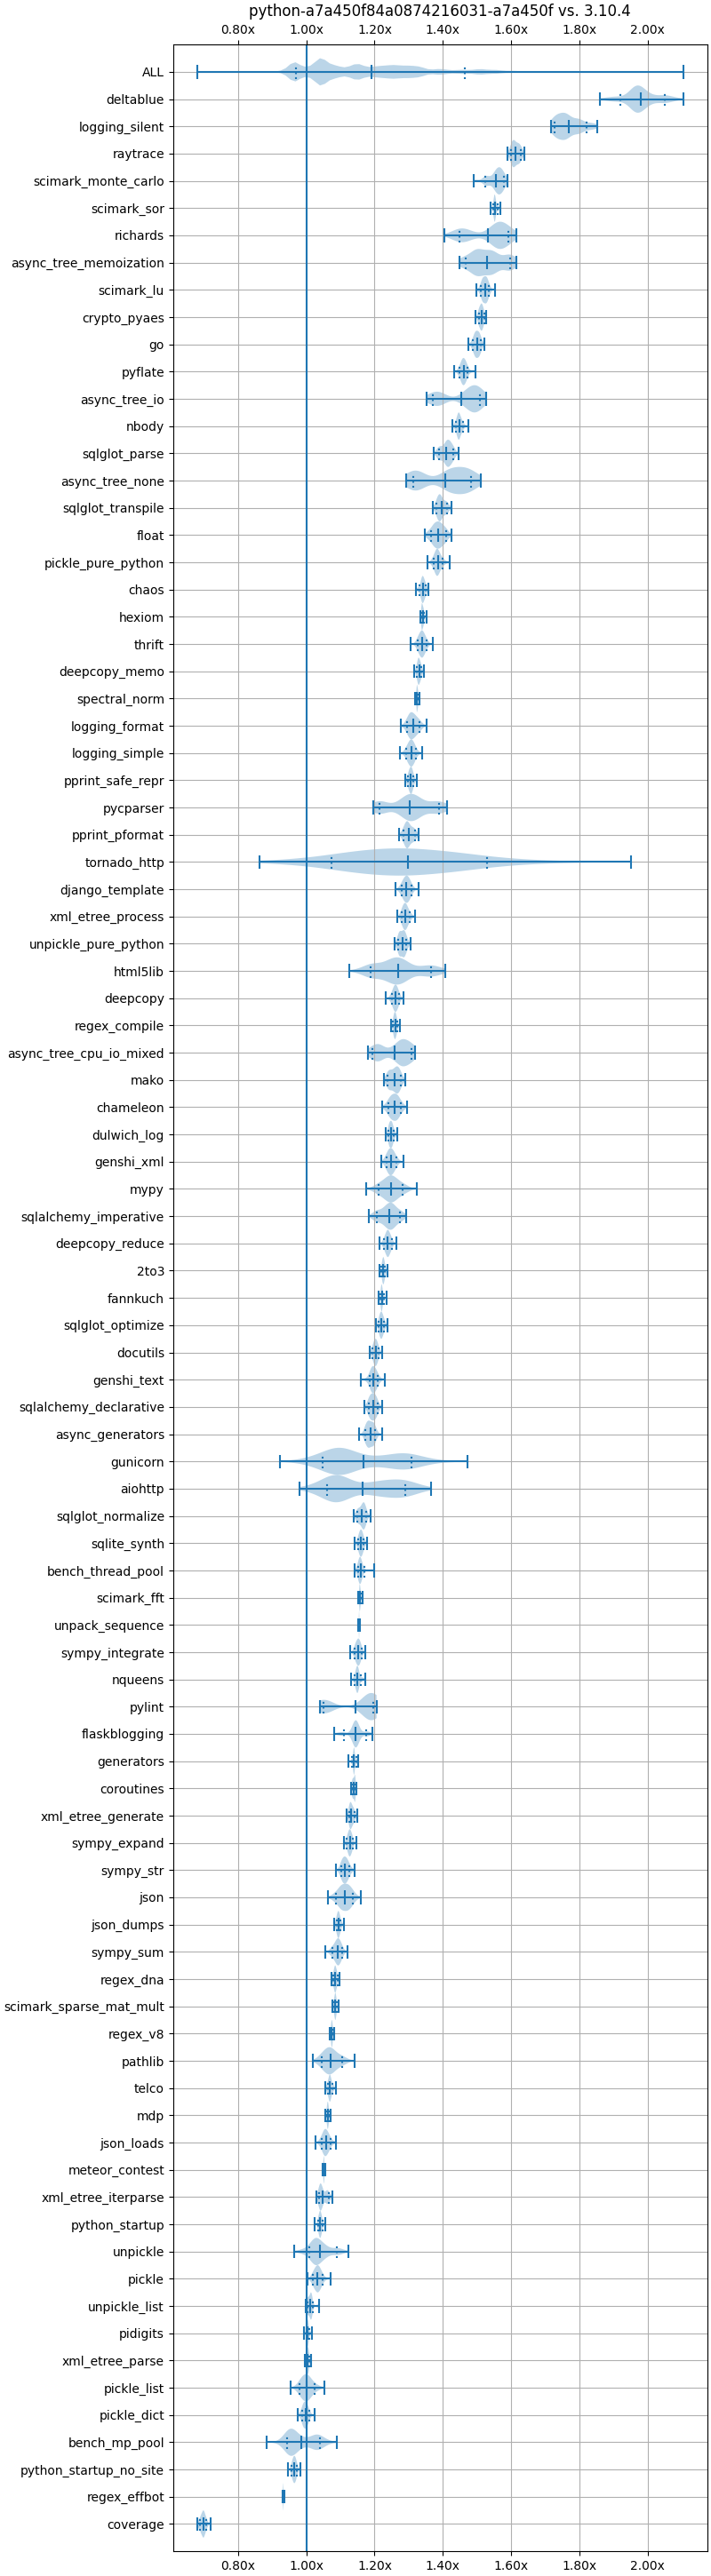 python-a7a450f84a0874216031-a7a450f vs. 3.10.4
0.80x 1.00x 1.20x 1.40x 1.60x 1.80x 2.00x
ALL
deltablue
logging_silent
raytrace
scimark_monte_carlo
scimark_sor
richards
async_tree_memoization
scimark_lu
crypto_pyaes
go
pyflate
async_tree_io
nbody
sqlglot_parse
async_tree_none
sqlglot_transpile
float
pickle_pure_python
chaos
hexiom
thrift
deepcopy_memo
spectral_norm
logging_format
logging_simple
pprint_safe_repr
pycparser
pprint_pformat
tornado_http
django_template
xml_etree_process
unpickle_pure_python
html5lib
deepcopy
regex_compile
async_tree_cpu_io_mixed
mako
chameleon
dulwich_log
genshi_xml
mypy
sqlalchemy_imperative
deepcopy_reduce
2to3
fannkuch
sqlglot_optimize
docutils
genshi_text
sqlalchemy_declarative
async_generators
gunicorn
aiohttp
sqlglot_normalize
sqlite_synth
bench_thread_pool
scimark_fft
unpack_sequence
sympy_integrate
nqueens
pylint
flaskblogging
generators
coroutines
xml_etree_generate
sympy_expand
sympy_str
json
json_dumps
sympy_sum
regex_dna
scimark_sparse_mat_mult
regex_v8
pathlib
telco
mdp
json_loads
meteor_contest
xml_etree_iterparse
python_startup
unpickle
pickle
unpickle_list
pidigits
xml_etree_parse
pickle_list
pickle_dict
bench_mp_pool
python_startup_no_site
regex_effbot
coverage
0.80x 1.00x 1.20x 1.40x 1.60x 1.80x 2.00x